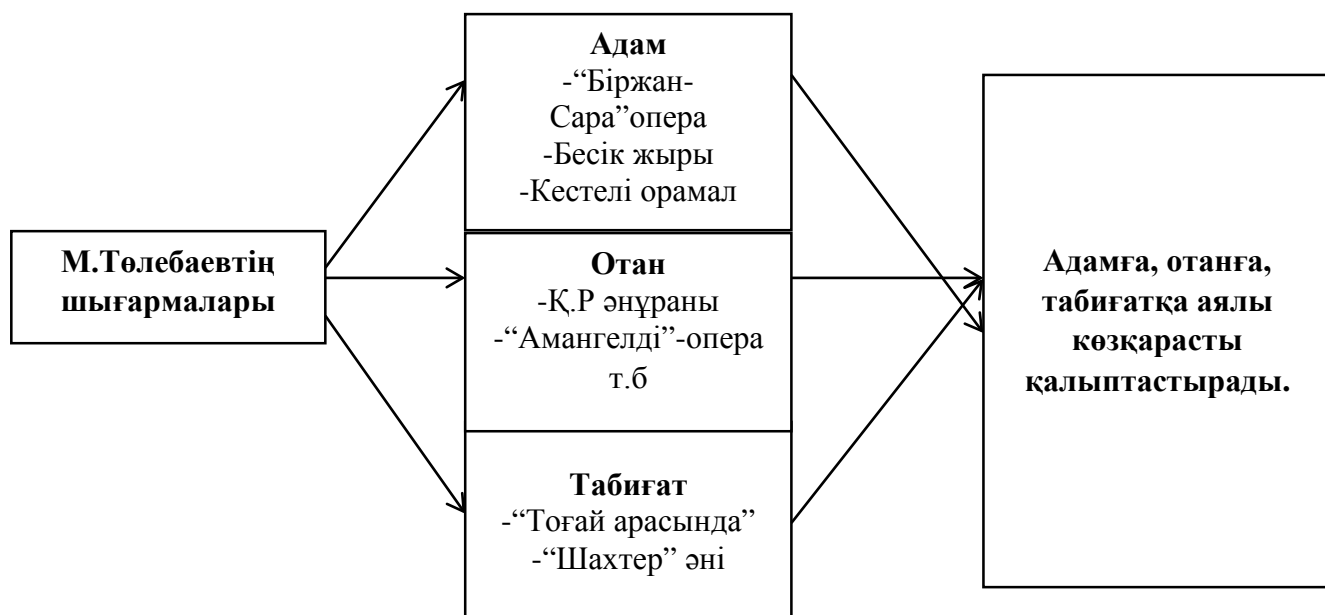 М.Төлебаевтің
шығармалары
Адам
-“Біржан-
Сара”опера
-Бесік жыры
-Кестелі орамал
Отан
-Қ.Р әнұраны
-“Амангелді”-опера
т.б
Табиғат
-“Тоғай арасында”
-“Шахтер” әні
Адамға, отанға,
табиғатқа аялы
көзқарасты
қалыптастырады.